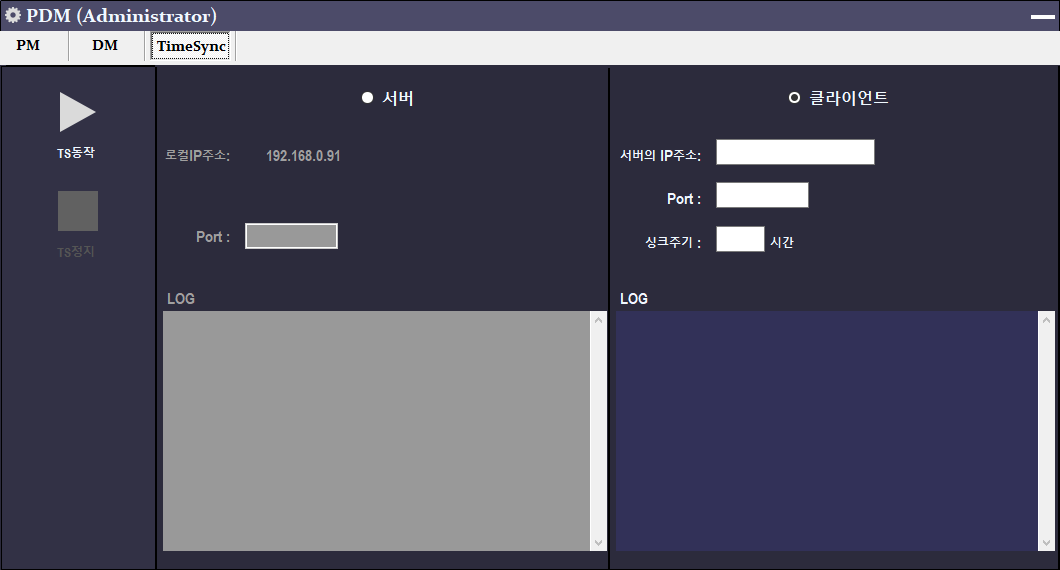 PDM (Administrator)
PM DM TimeSync
TS동작
TS정지
서버
로컬IP주소: 192.168.0.91
Port :
LOG
클라이언트
서버의 IP주소:
Port :
싱크주기 : 시간
LOG